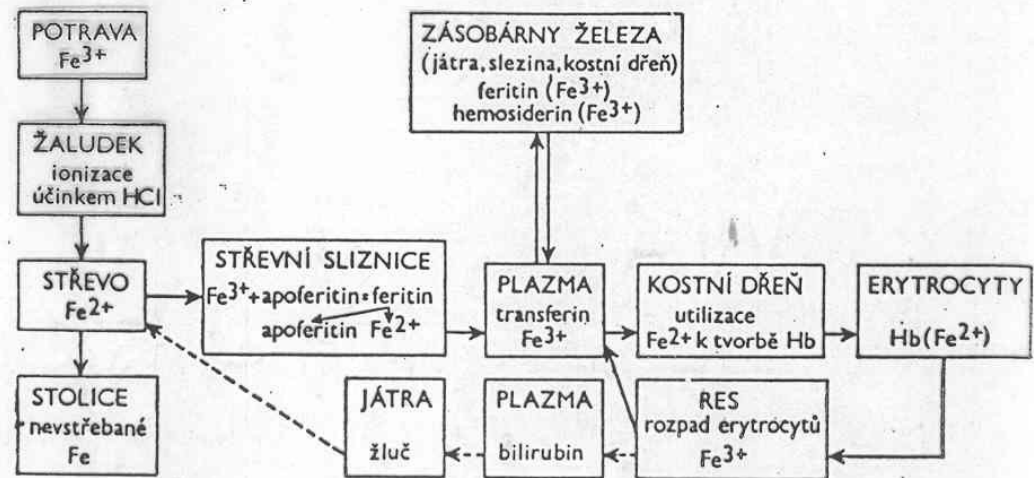 POTRAVA
Fe3+
ŽALUDEK
ionizace
účinkem HCl
STŘEVO
Fe2+
STOLICE
nevstřebané
Fe
STŘEVNÍ SLIZNICE
Fe3+ + apoferitin = feritin
apoferitin Fe2+
ZÁSOBÁRNY ŽELEZA
(játra, slezina, kostní dřeň)
feritin (Fe3+)
hemosiderin (Fe3+)
PLAZMA
transferin
Fe3+
KOSTNÍ DŘEŇ
utilizace
Fe2+ k tvorbě Hb
ERYTROCYTY
Hb(Fe2+)
RES
rozpad erytrocytů
Fe3+
PLAZMA
bilirubin
JÁTRA
žluč